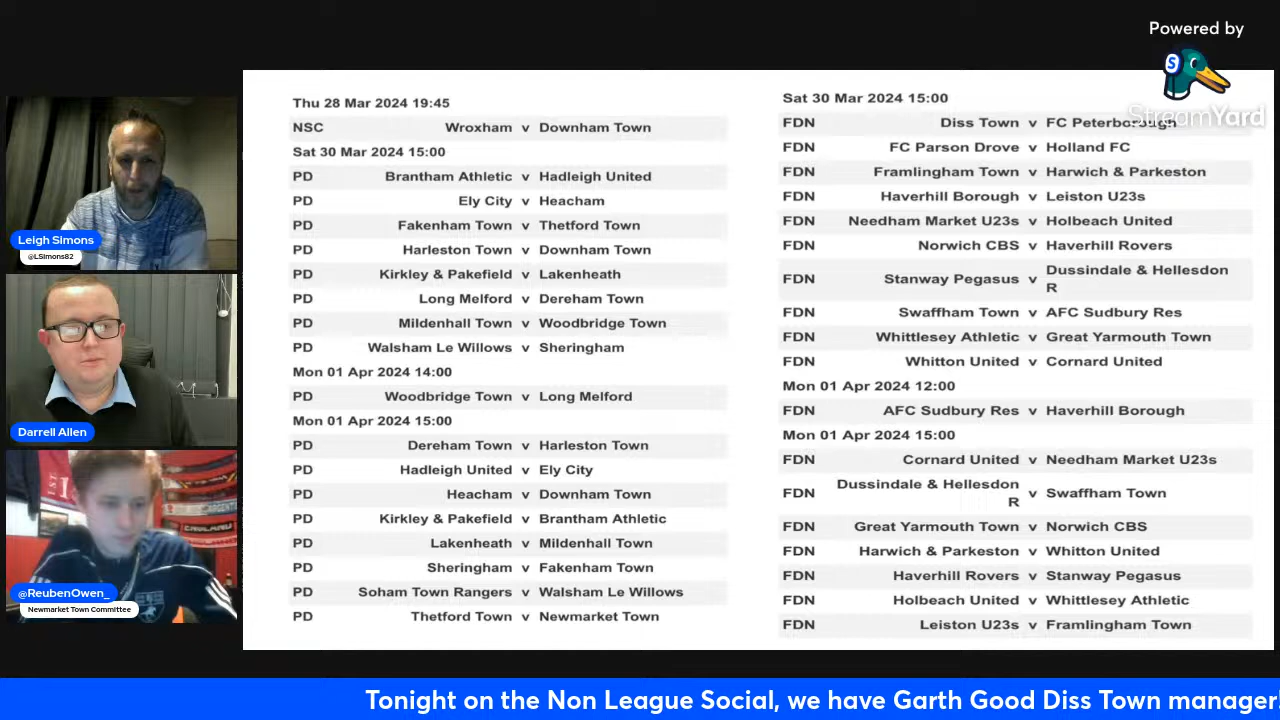 Powered by
StreamYard
Leigh Simons
@LSimons82
Darrell Allen
@ReubenOwen_
Newmarket Town Committee
ENGLAND
Thu 28 Mar 2024 19:45
NSC Wroxham v Downham Town
Sat 30 Mar 2024 15:00
PD Brantham Athletic v Hadleigh United
PD Ely City v Heacham
PD Fakenham Town v Thetford Town
PD Harleston Town v Downham Town
PD Kirkley & Pakefield v Lakenheath
PD Long Melford v Dereham Town
PD Mildenhall Town v Woodbridge Town
PD Walsham Le Willows v Sheringham
Mon 01 Apr 2024 14:00
PD Woodbridge Town v Long Melford
Mon 01 Apr 2024 15:00
PD Dereham Town v Harleston Town
PD Hadleigh United v Ely City
PD Heacham v Downham Town
PD Kirkley & Pakefield v Brantham Athletic
PD Lakenheath v Mildenhall Town
PD Sheringham v Fakenham Town
PD Soham Town Rangers v Walsham Le Willows
PD Thetford Town v Newmarket Town
Sat 30 Mar 2024 15:00
FDN Diss Town v FC Peterborough
FDN FC Parson Drove v Holland FC
FDN Framlingham Town v Harwich & Parkeston
FDN Haverhill Borough v Leiston U23s
FDN Needham Market U23s v Holbeach United
FDN Norwich CBS v Haverhill Rovers
FDN Stanway Pegasus v Dussindale & Hellesdon
R
FDN Swaffham Town v AFC Sudbury Res
FDN Whittlesey Athletic v Great Yarmouth Town
FDN Whitton United v Cornard United
Mon 01 Apr 2024 12:00
FDN AFC Sudbury Res v Haverhill Borough
Mon 01 Apr 2024 15:00
FDN Cornard United v Needham Market U23s
FDN Dussindale & Hellesdon
R v Swaffham Town
FDN Great Yarmouth Town v Norwich CBS
FDN Harwich & Parkeston v Whitton United
FDN Haverhill Rovers v Stanway Pegasus
FDN Holbeach United v Whittlesey Athletic
FDN Leiston U23s v Framlingham Town
Tonight on the Non League Social, we have Garth Good Diss Town manager